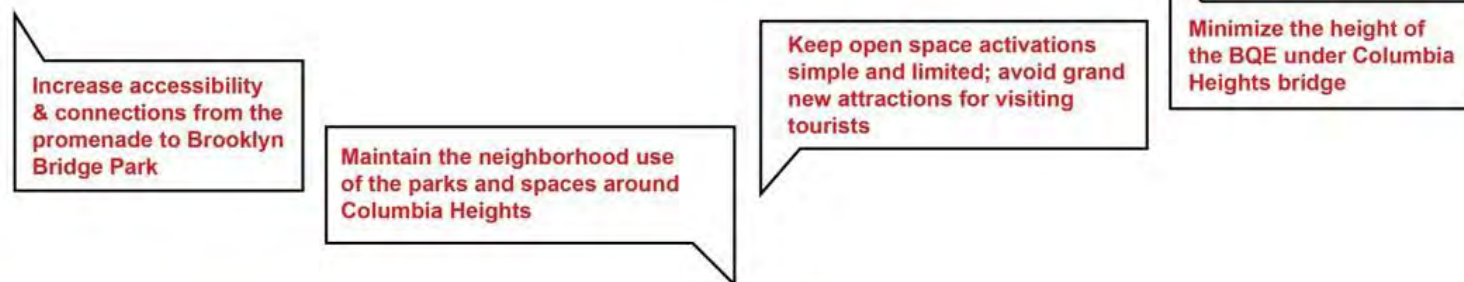 Increase accessibility
& connections from the
promenade to Brooklyn
Bridge Park
Maintain the neighborhood use
of the parks and spaces around
Columbia Heights
Keep open space activations
simple and limited; avoid grand
new attractions for visiting
tourists
Minimize the height of
the BQE under Columbia
Heights bridge